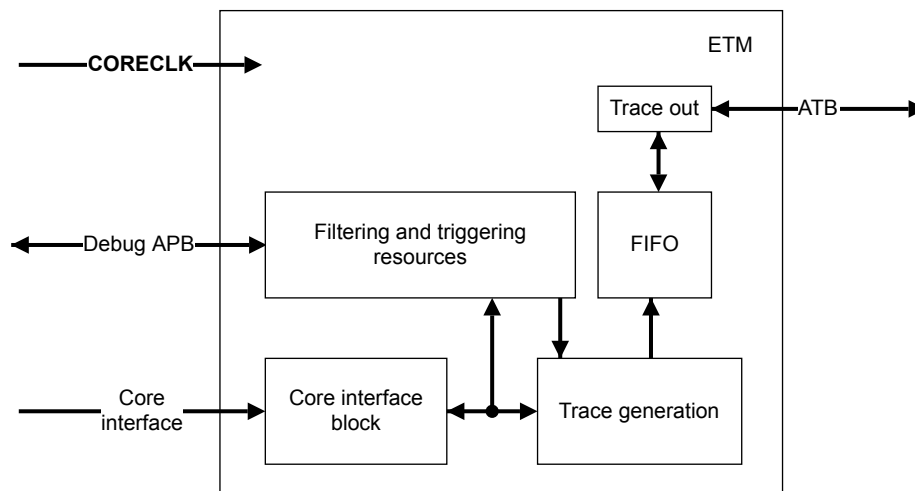 ETM
CORECLK
Trace out
ATB
Filtering and triggering
resources
Debug APB
FIFO
Core
interface
Core interface
block
Trace generation